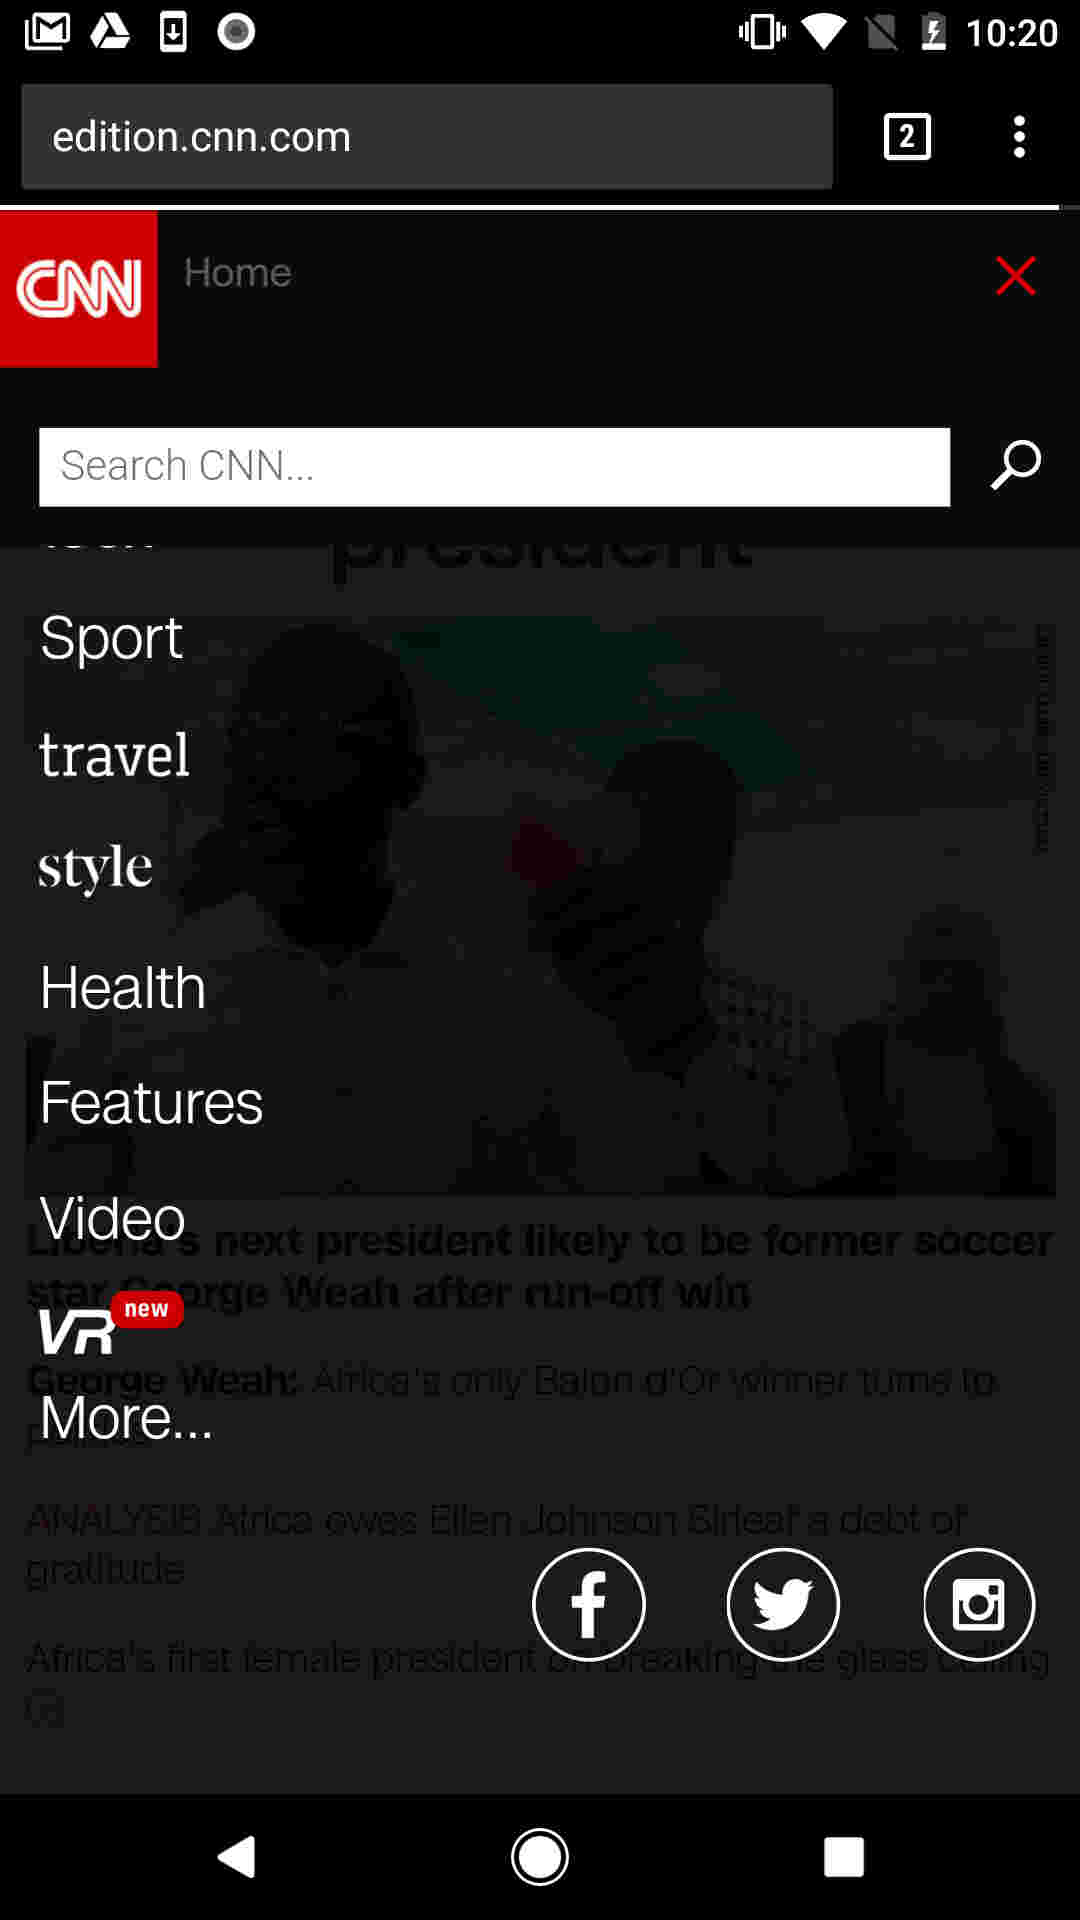 10:20
edition.cnn.com
2
CNN
Home
Search CNN...
president
Sport
travel
style
Health
Features
Video
Liberia's next president likely to be former soccer
star George Weah after run-off win
new
VR
George Weah: Africa's only Balon d'Or winner turns to
More...
ANALYSIS Africa owes Ellen Johnson Sirleaf a debt of
gratitude
Africa's first female president on breaking the glass ceiling